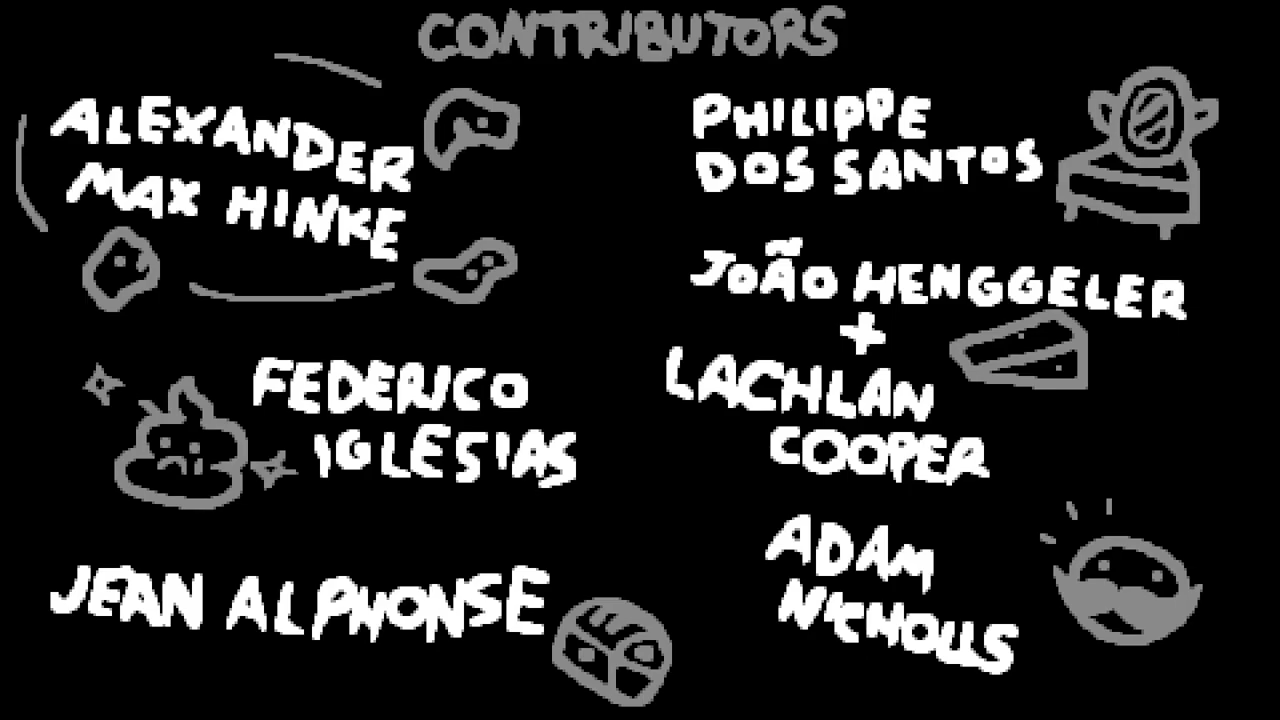 CONTRIBUTORS
ALEXANDER
MAX HINKE
FEDERICO
IGLESIAS
JEAN ALPHONSE
PHILIPPE
DOS SANTOS
JOÃO HENGGELER
+
LACHLAN
COOPER
ADAM
NICHOLLS